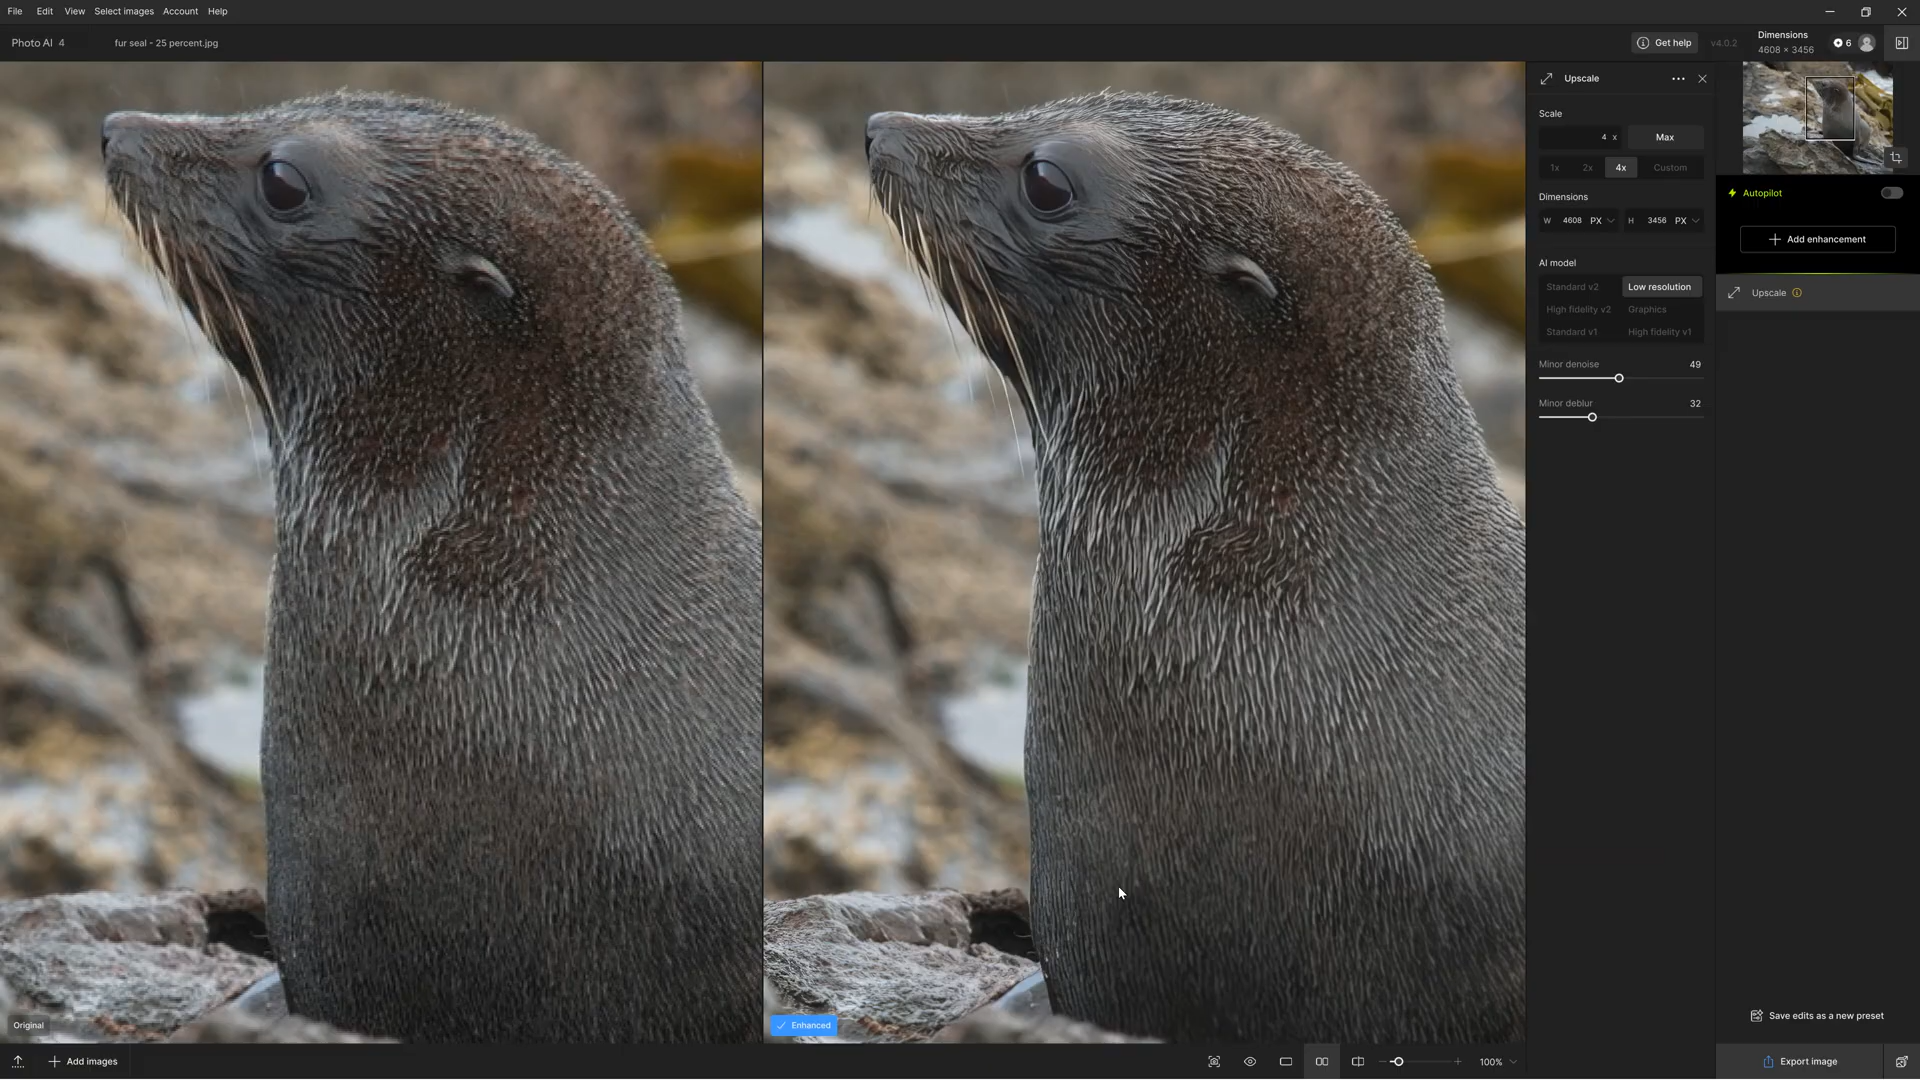 File Edit View Select images Account Help
Photo AI 4 fur seal - 25 percent.jpg Get help v4.0.2 Dimensions 4608 × 3456 6
Upscale
Scale
4 x Max
1x 2x 4x Custom
Dimensions
W 4608 PX H 3456 PX
AI model
Standard v2 Low resolution
High fidelity v2 Graphics
Standard v1 High fidelity v1
Minor denoise 49
Minor deblur 32
Autopilot
Add enhancement
Upscale
Save edits as a new preset
Original
Enhanced
Add images 100% Export image